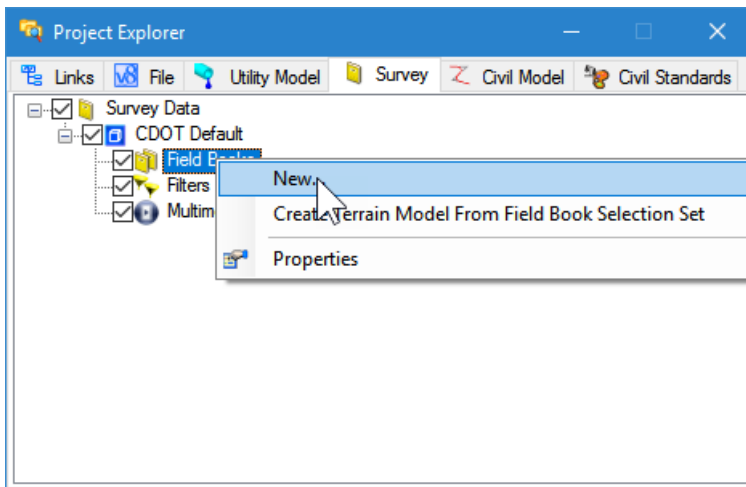 Project Explorer
Links File Utility Model Survey Civil Model Civil Standards
Survey Data
CDOT Default
Field
New...
Filters
Create Terrain Model From Field Book Selection Set
Properties